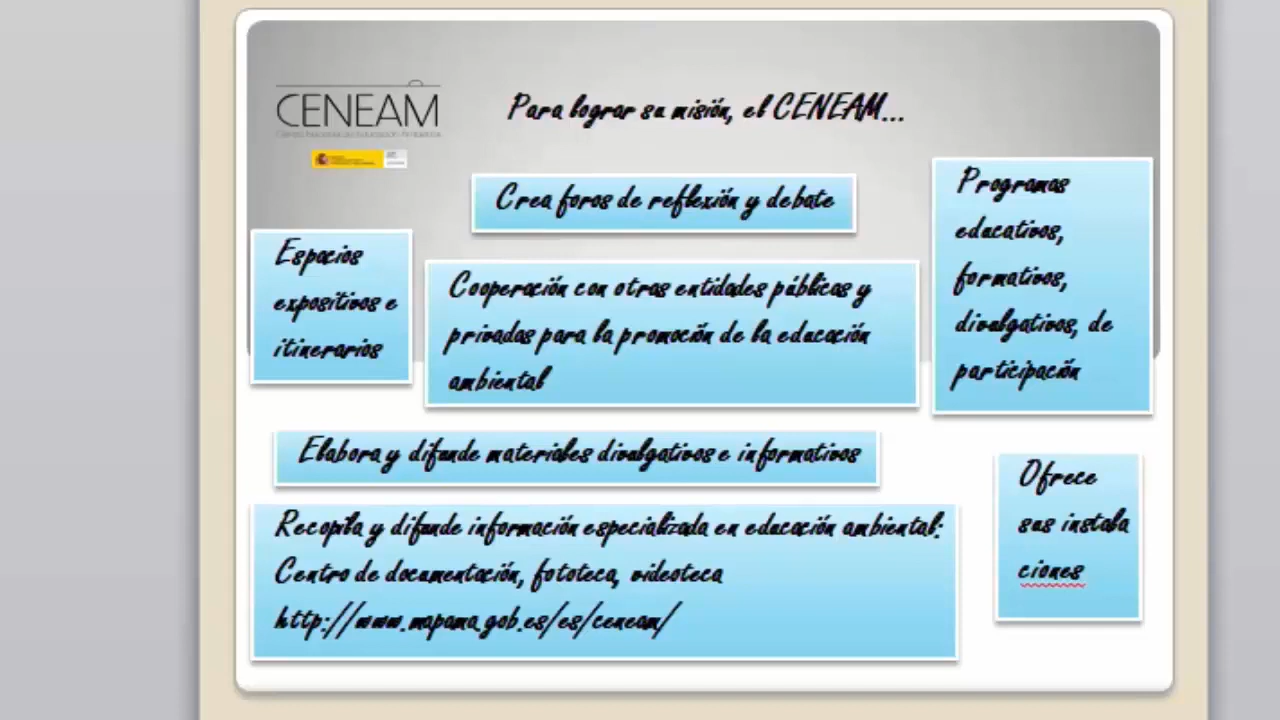 CENEAM
Para lograr su misión, el CENEAM...
Crea foros de reflexión y debate
Programas
educativos,
formativos,
divulgativos, de
participación
Espacios
expositivos e
itinerarios
Cooperación con otras entidades públicas y
privadas para la promoción de la educación
ambiental
Elabora y difunde materiales divulgativos e informativos
Ofrece
sus instala
ciones
Recopila y difunde información especializada en educación ambiental:
Centro de documentación, fototeca, videoteca
http://www.mapama.gob.es/es/ceneam/